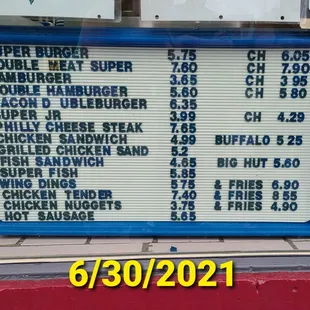 UPER BURGER 5.75 CH 6.05
OUBLE MEAT SUPER 7.60 CH 7.90
AMBURGER 3.65 CH 3 95
OUBLE HAMBURGER 5.60 CH 5 80
ACON D UBLEBURGER 6.35
SUPER JR 3.99 CH 4.29
PHILLY CHEESE STEAK 7.65
CHICKEN SANDWICH 4.99 BUFFALO 5 25
GRILLED CHICKEN SAND 5.2
FISH SANDWICH 4.65 BIG HUT 5.60
SUPER FISH 5.85
WING DINGS 5 75 & FRIES 6.90
CHICKEN TENDER 7.40 & FRIES 8 55
CHICKEN NUGGETS 3.75 & FRIES 4.90
HOT SAUSAGE 5.65
6/30/2021